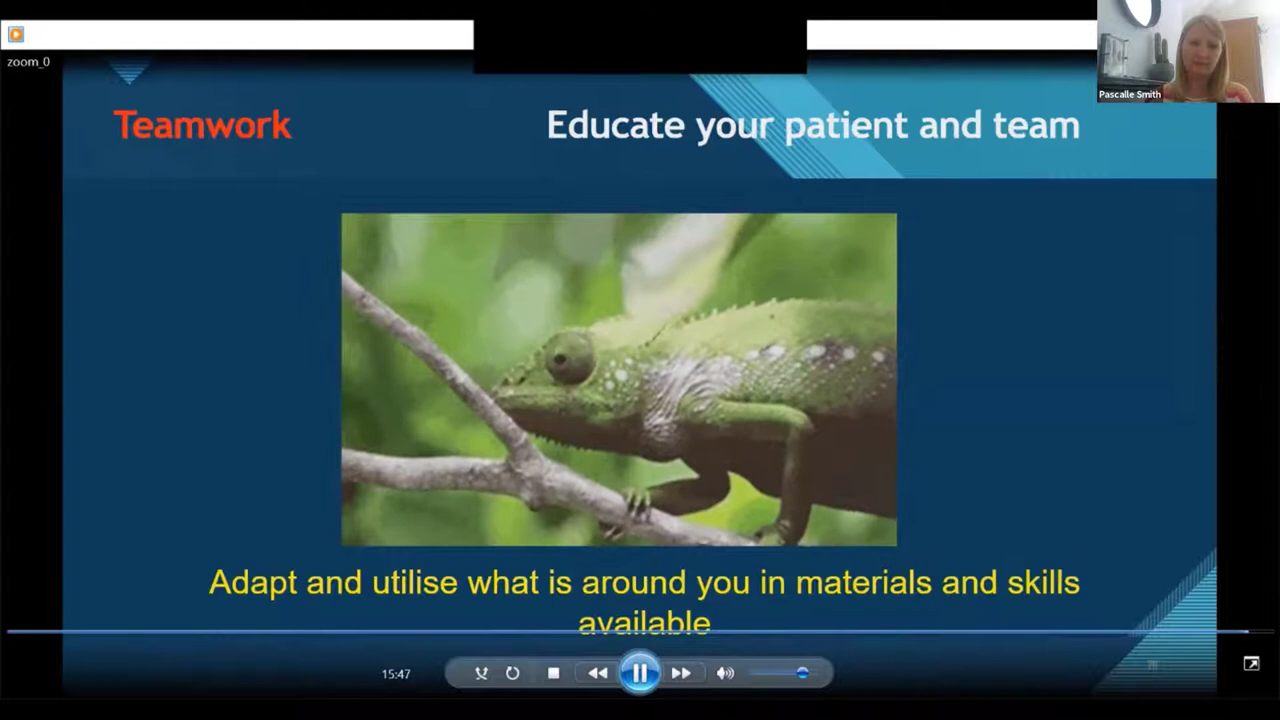 zoom_0
Pascalle Smith
Teamwork
Educate your patient and team
Adapt and utilise what is around you in materials and skills
available
15:47